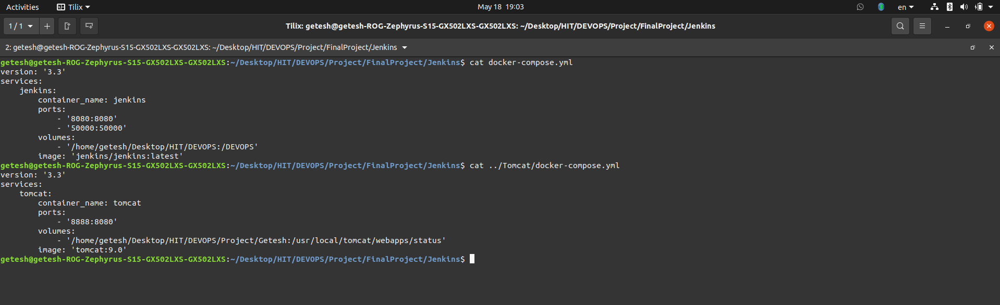 Activities Tilix May 18 19:03 en
1 / 1 Tilix: getesh@getesh-ROG-Zephyrus-S15-GX502LXS-GX502LXS: ~/Desktop/HIT/DEVOPS/Project/FinalProject/Jenkins
2: getesh@getesh-ROG-Zephyrus-S15-GX502LXS-GX502LXS: ~/Desktop/HIT/DEVOPS/Project/FinalProject/Jenkins
getesh@getesh-ROG-Zephyrus-S15-GX502LXS-GX502LXS:~/Desktop/HIT/DEVOPS/Project/FinalProject/Jenkins$ cat docker-compose.yml
version: '3.3'
services:
    jenkins:
        container_name: jenkins
        ports:
            - '8080:8080'
            - '50000:50000'
        volumes:
            - '/home/getesh/Desktop/HIT/DEVOPS:/DEVOPS'
        image: 'jenkins/jenkins:latest'
getesh@getesh-ROG-Zephyrus-S15-GX502LXS-GX502LXS:~/Desktop/HIT/DEVOPS/Project/FinalProject/Jenkins$ cat ../Tomcat/docker-compose.yml
version: '3.3'
services:
    tomcat:
        container_name: tomcat
        ports:
            - '8888:8080'
        volumes:
            - '/home/getesh/Desktop/HIT/DEVOPS/Project/Getesh:/usr/local/tomcat/webapps/status'
        image: 'tomcat:9.0'
getesh@getesh-ROG-Zephyrus-S15-GX502LXS-GX502LXS:~/Desktop/HIT/DEVOPS/Project/FinalProject/Jenkins$